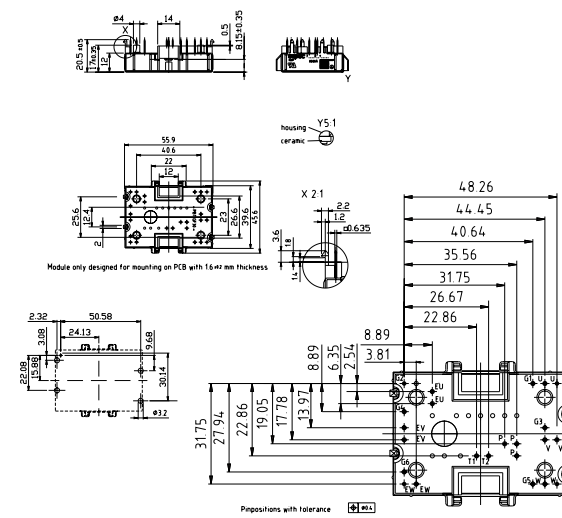 ø4
X
14
20.5 ±0.5
17±0.35
12
0.5
8.15±0.35
Y
housing
ceramic
Y5:1
55.9
40.6
22
12
25.6
12.4
2
23
26.6
39.6
45.6
X 2:1
2.2
1.2
□0.635
3.6
1.8
1.4
Module only designed for mounting on PCB with 1.6±0.2 mm thickness
2.32
50.58
24.13
3.08
22.08
15.88
9.68
30.14
ø3.2
48.26
44.45
40.64
35.56
31.75
26.67
22.86
8.89
3.81
8.89
6.35
2.54
31.75
27.94
22.86
19.05
17.78
13.97
EU
EU
G1 U U
G4
G3
EV
EV
P
P
P
V V
T1 T2
G6
EW EW
G5 W W
Pinpositions with tolerance ø0.4